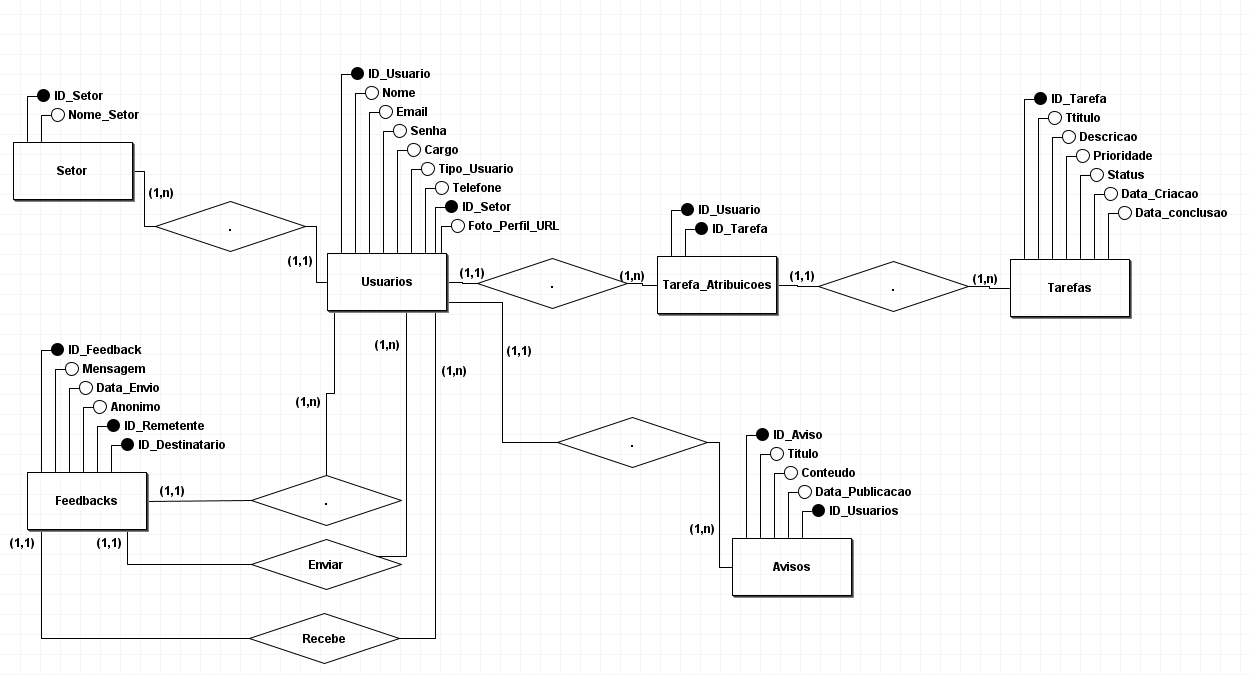 ID_Setor
Nome_Setor
Setor
(1,n)
.
(1,1)
ID_Usuario
Nome
Email
Senha
Cargo
Tipo_Usuario
Telefone
ID_Setor
Foto_Perfil_URL
Usuarios
(1,1)
.
(1,n)
ID_Usuario
ID_Tarefa
Tarefa_Atribuicoes
(1,1)
.
(1,n)
ID_Tarefa
Ttitulo
Descricao
Prioridade
Status
Data_Criacao
Data_conclusao
Tarefas
ID_Feedback
Mensagem
Data_Envio
Anonimo
ID_Remetente
ID_Destinatario
Feedbacks
(1,n)
(1,n)
(1,n)
(1,1)
(1,1)
.
(1,1)
(1,1)
Enviar
Recebe
.
(1,n)
ID_Aviso
Titulo
Conteudo
Data_Publicacao
ID_Usuarios
Avisos